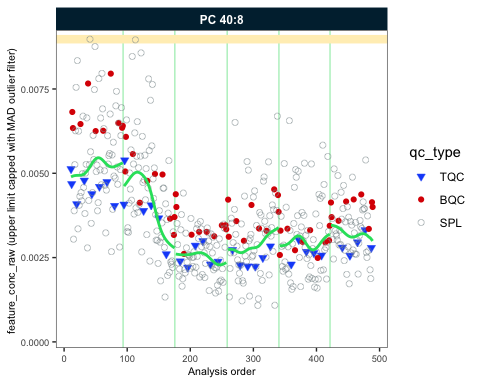 PC 40:8
feature_conc_raw (upper limit capped with MAD outlier filter)
0.0075
0.0050
0.0025
0.0000
0
100
200
300
400
500
Analysis order
qc_type
TQC
BQC
SPL